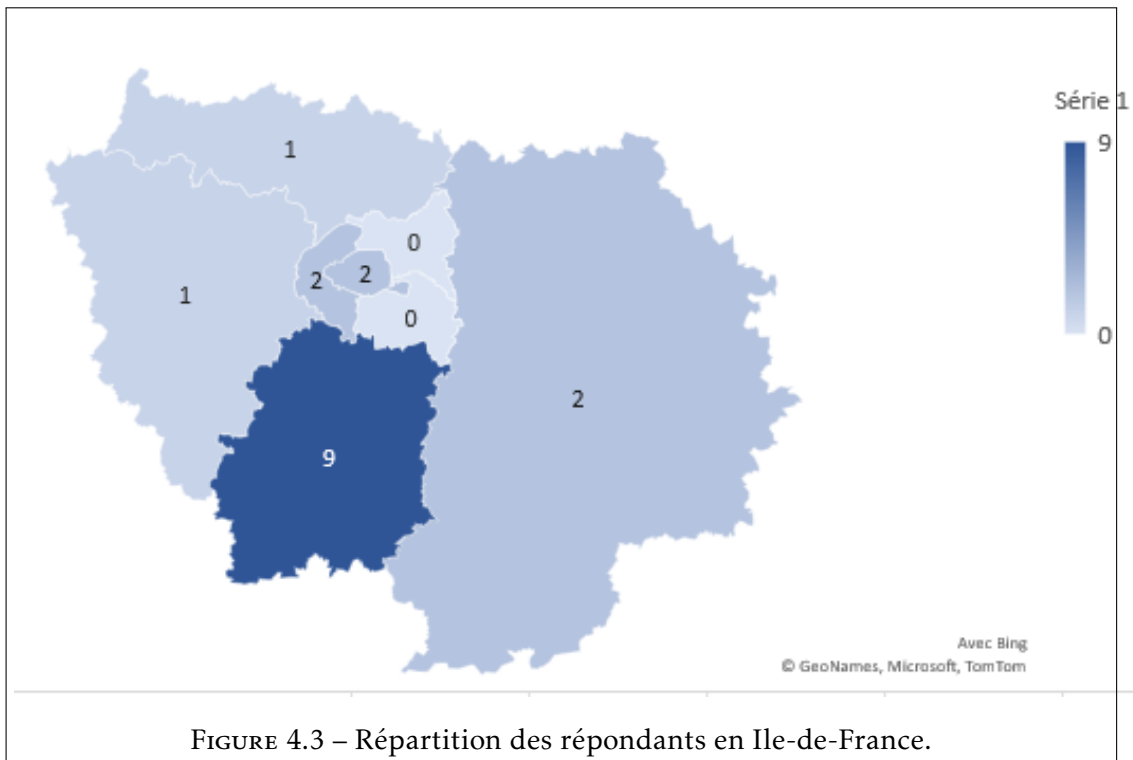 Série 1
9
0
1
0
2
2
1
0
2
9
Avec Bing
© GeoNames, Microsoft, TomTom
FIGURE 4.3 – Répartition des répondants en Ile-de-France.